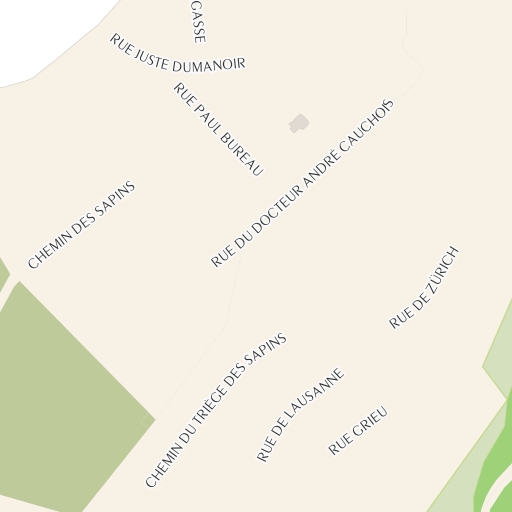 GASSE
RUE JUSTE DUMANOIR
RUE PAUL BUREAU
RUE DU DOCTEUR ANDRÉ CAUCHOIS
CHEMIN DES SAPINS
RUE DE ZÜRICH
CHEMIN DU TRIÈGE DES SAPINS
RUE DE LAUSANNE
RUE GRIEU